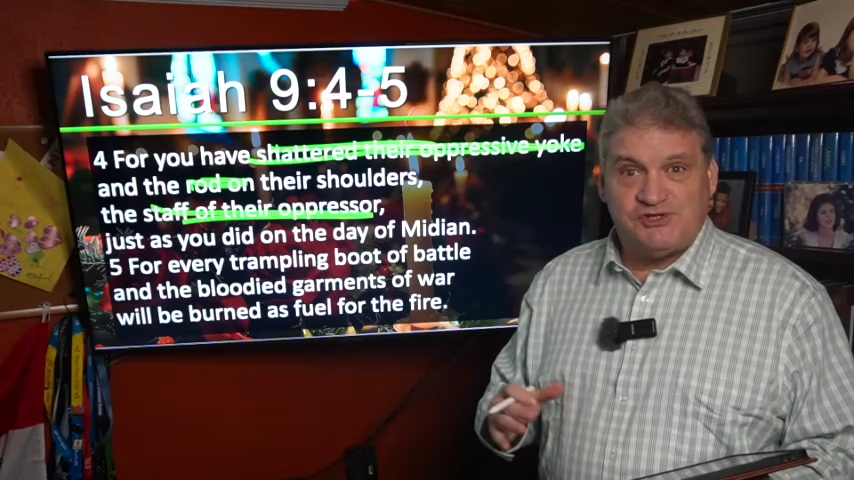 Isaiah 9:4-5
4 For you have shattered their oppressive yoke
and the rod on their shoulders,
the staff of their oppressor,
just as you did on the day of Midian.
5 For every trampling boot of battle
and the bloodied garments of war
will be burned as fuel for the fire.